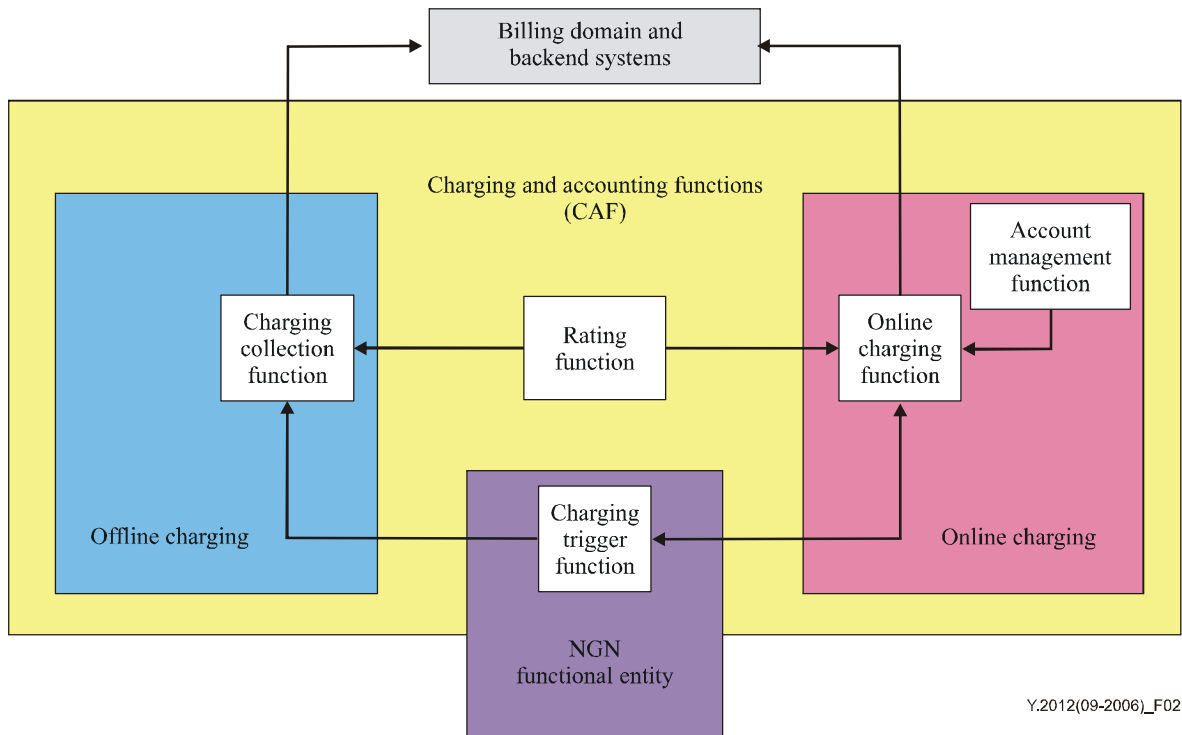 Billing domain and
backend systems
Charging and accounting functions
(CAF)
Account
management
function
Charging
collection
function
Rating
function
Online
charging
function
Offline charging
Charging
trigger
function
Online charging
NGN
functional entity
Y.2012(09-2006)_F02